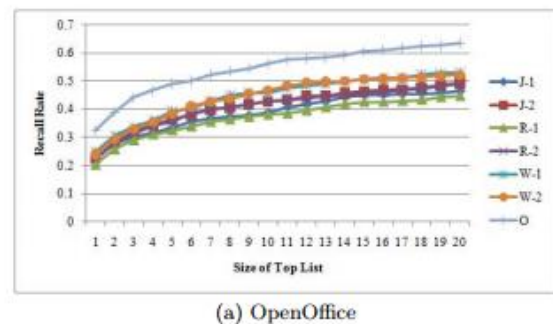 0.7
0.6
0.5
0.4
0.3
0.2
0.1
0
Recall Rate
1 2 3 4 5 6 7 8 9 10 11 12 13 14 15 16 17 18 19 20
Size of Top List
J-1
J-2
R-1
R-2
W-1
W-2
O
(a) OpenOffice